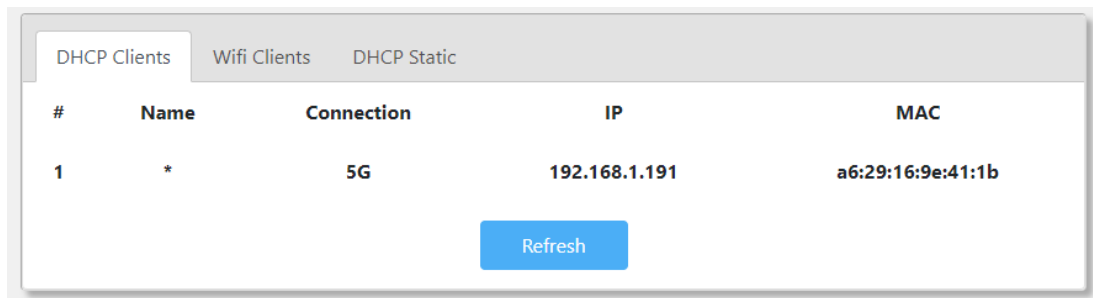 DHCP Clients Wifi Clients DHCP Static
# Name Connection IP MAC
1 * 5G 192.168.1.191 a6:29:16:9e:41:1b
Refresh